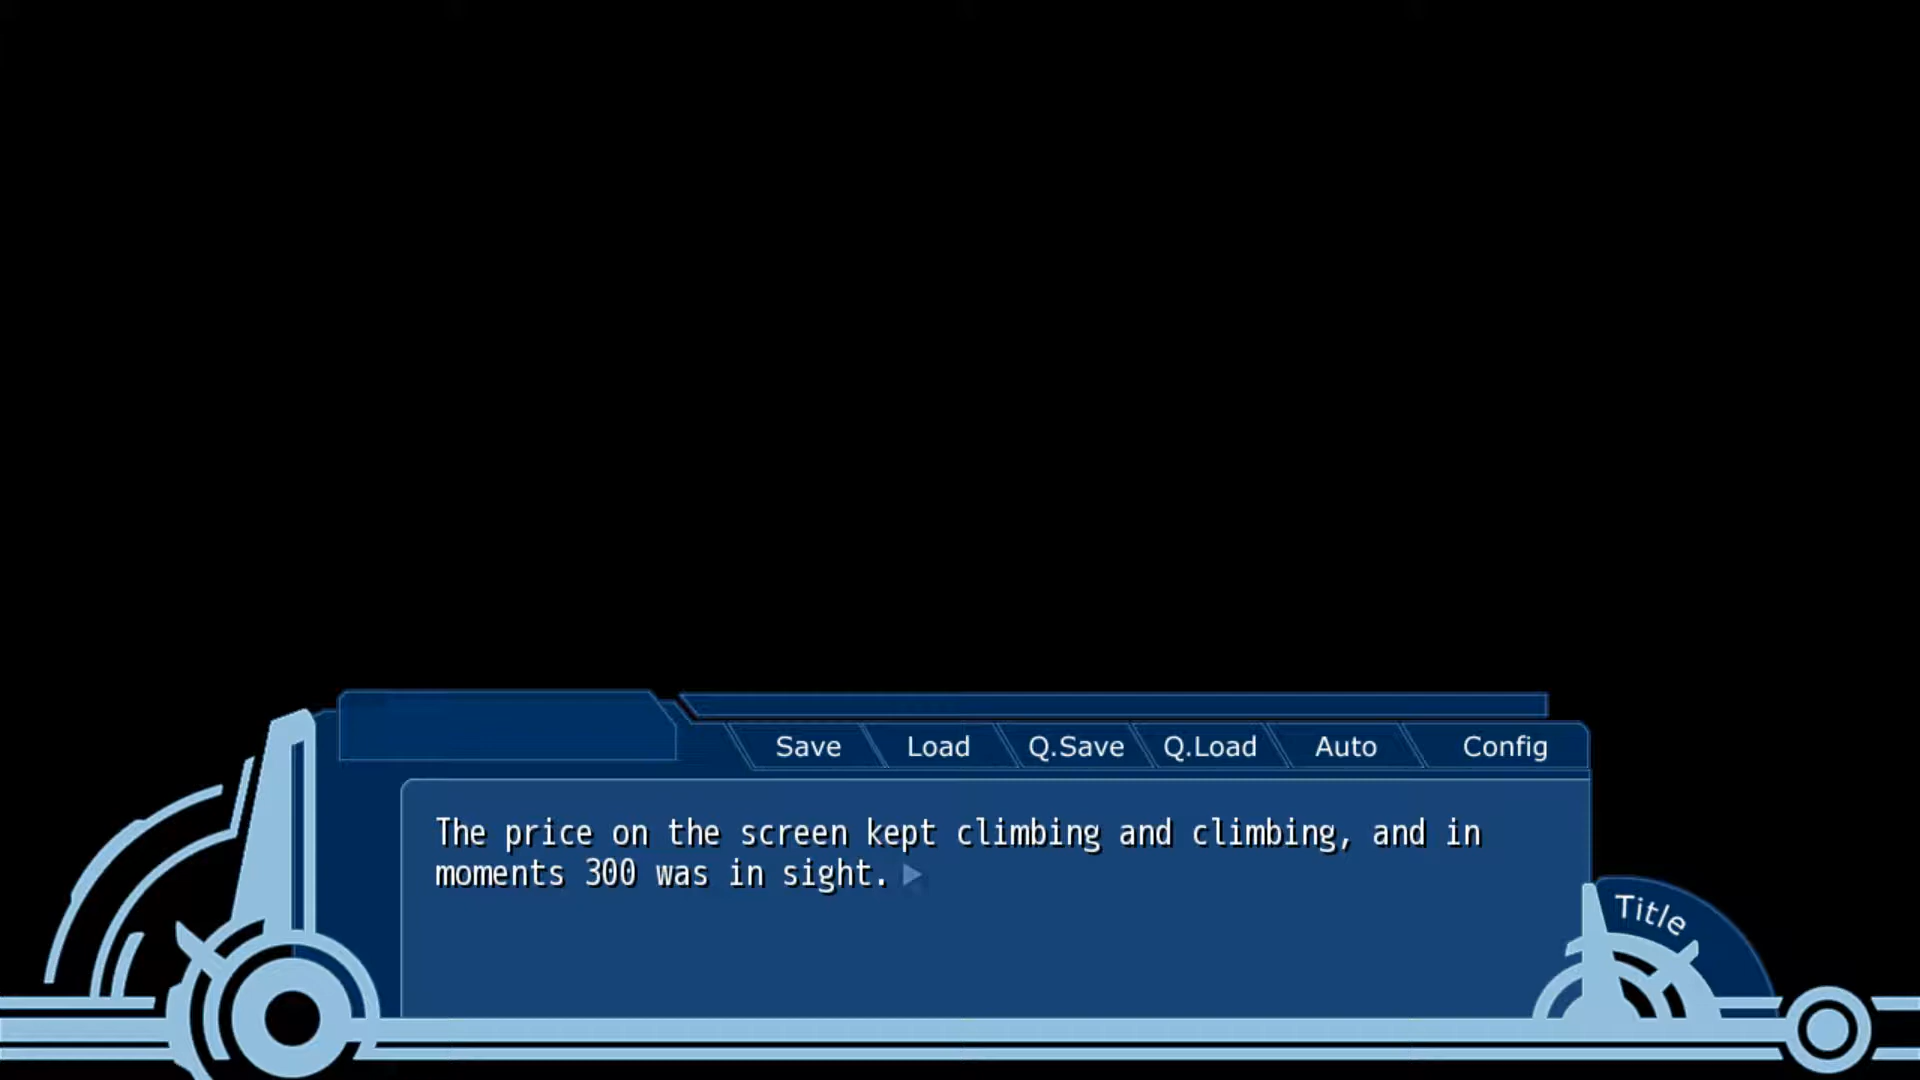 Save Load Q.Save Q.Load Auto Config
The price on the screen kept climbing and climbing, and in
moments 300 was in sight.
Title